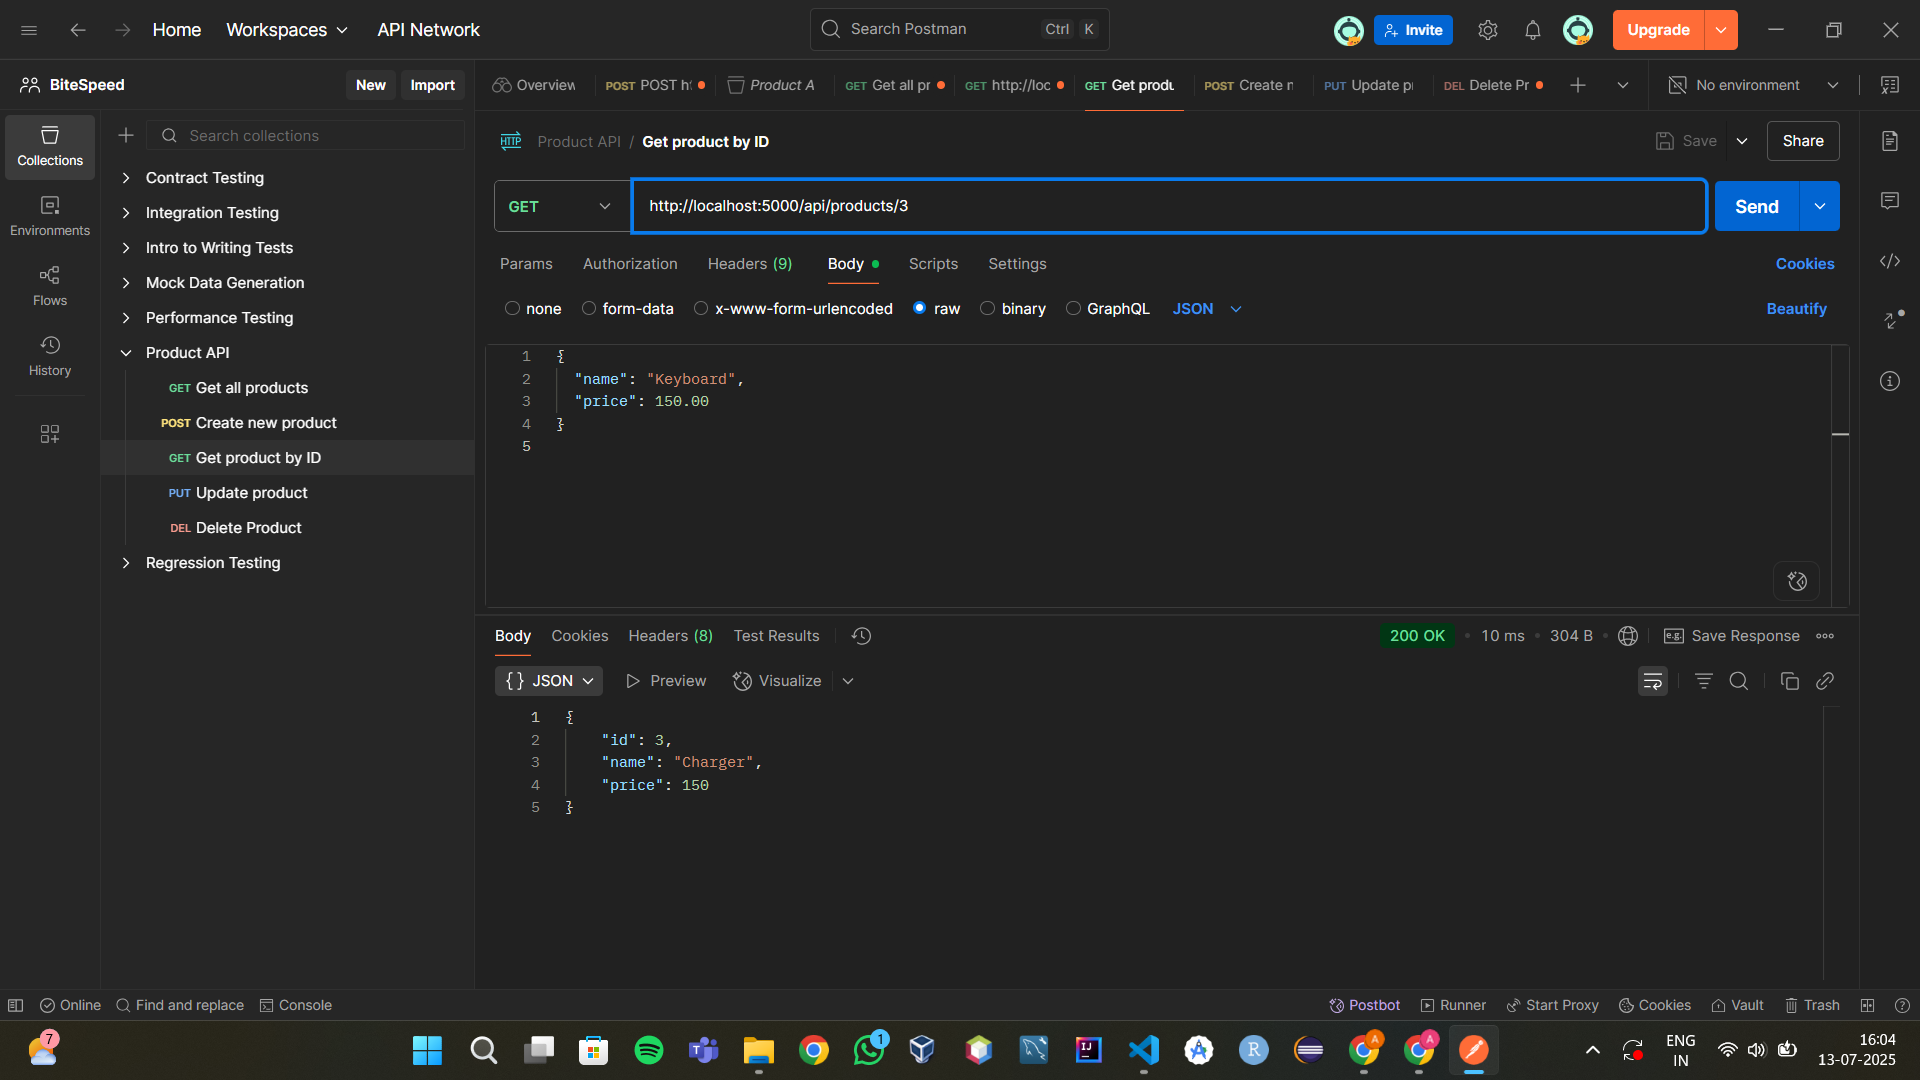 Home
Workspaces
API Network
Search Postman
Ctrl
K
Invite
Upgrade
BiteSpeed
New
Import
Overview
POST POST h
Product A
GET Get all pr
GET http://loc
GET Get produ
POST Create n
PUT Update p
DEL Delete Pr
No environment
Collections
Environments
Flows
History
Search collections
Contract Testing
Integration Testing
Intro to Writing Tests
Mock Data Generation
Performance Testing
Product API
GET Get all products
POST Create new product
GET Get product by ID
PUT Update product
DEL Delete Product
Regression Testing
HTTP
Product API / Get product by ID
Save
Share
GET
http://localhost:5000/api/products/3
Send
Params
Authorization
Headers (9)
Body
Scripts
Settings
Cookies
none
form-data
x-www-form-urlencoded
raw
binary
GraphQL
JSON
Beautify
1 {
2 "name": "Keyboard",
3 "price": 150.00
4 }
5
Body
Cookies
Headers (8)
Test Results
200 OK
10 ms
304 B
e.g.
Save Response
{} JSON
Preview
Visualize
1 {
2 "id": 3,
3 "name": "Charger",
4 "price": 150
5 }
Online
Find and replace
Console
Postbot
Runner
Start Proxy
Cookies
Vault
Trash
7
T
1
IJ
R
A
A
ENG
IN
16:04
13-07-2025